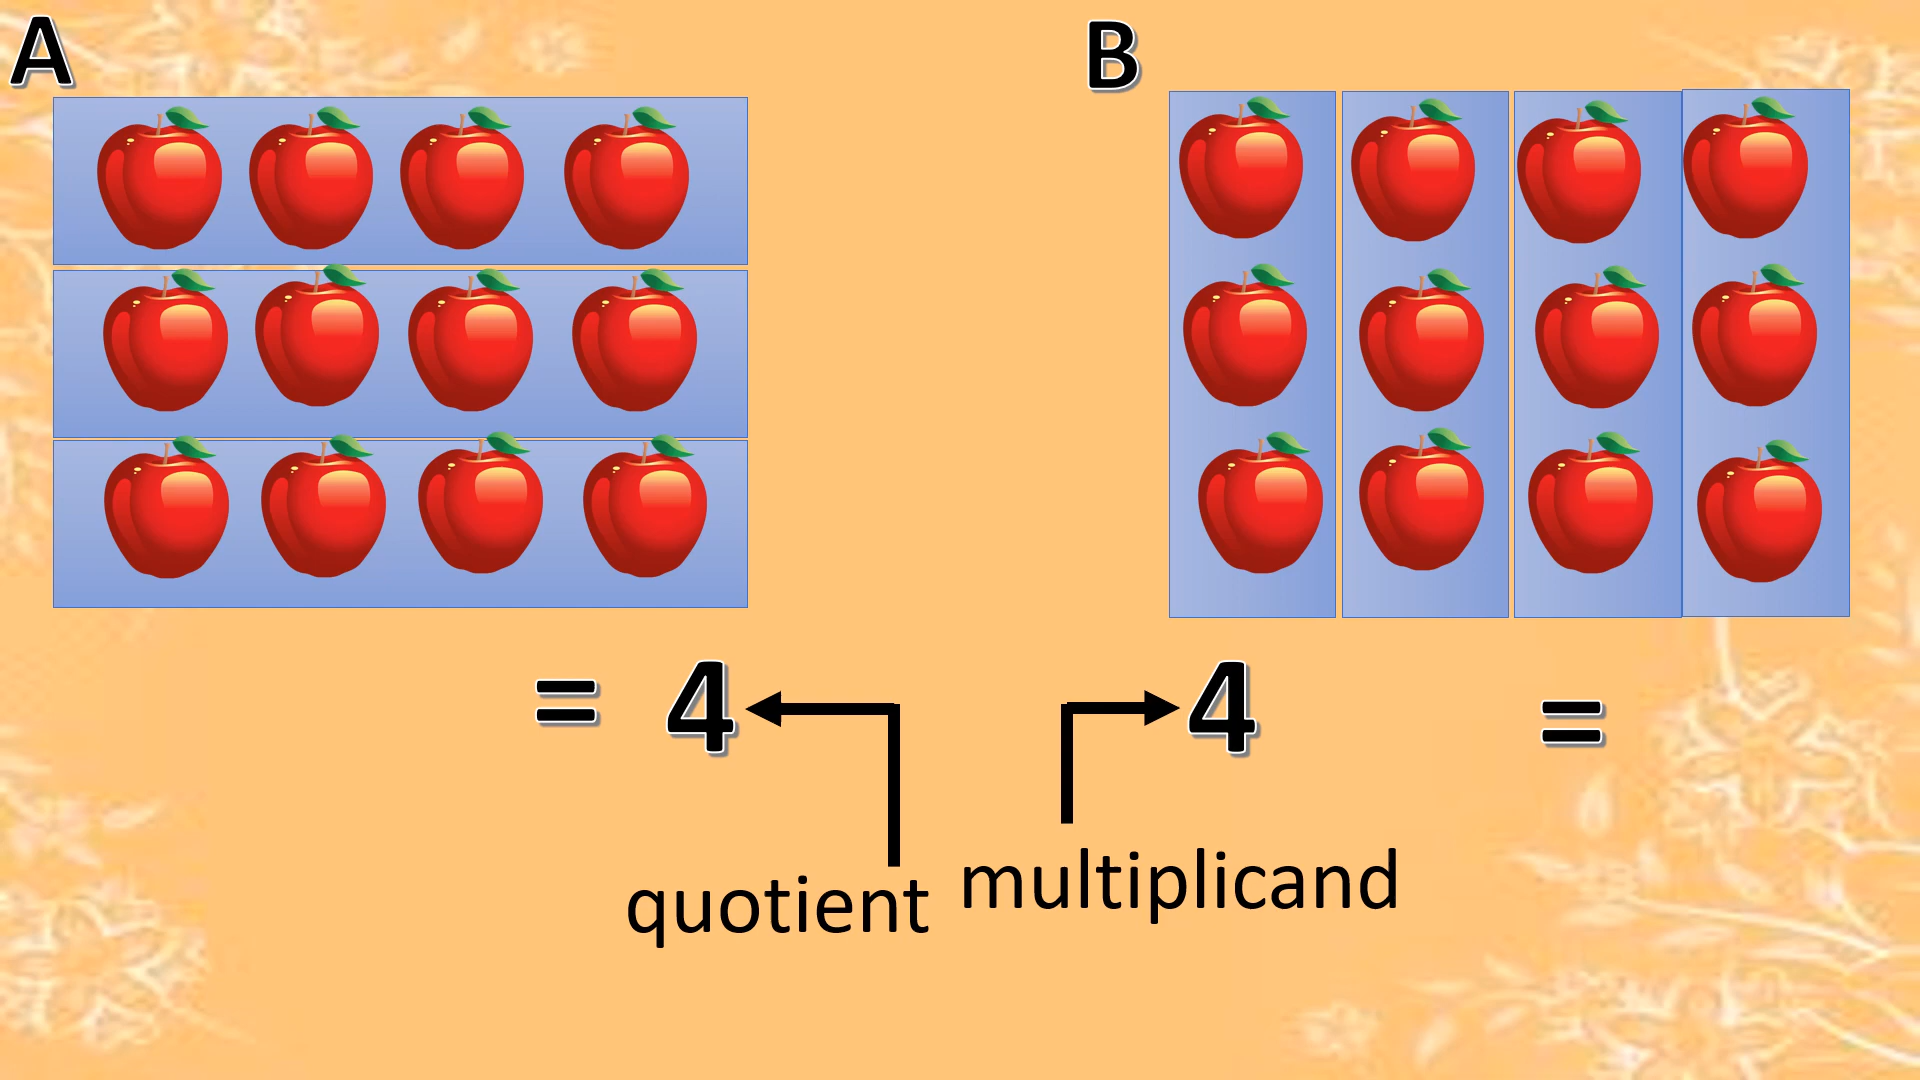 A
B
= 4
4 =
quotient
multiplicand